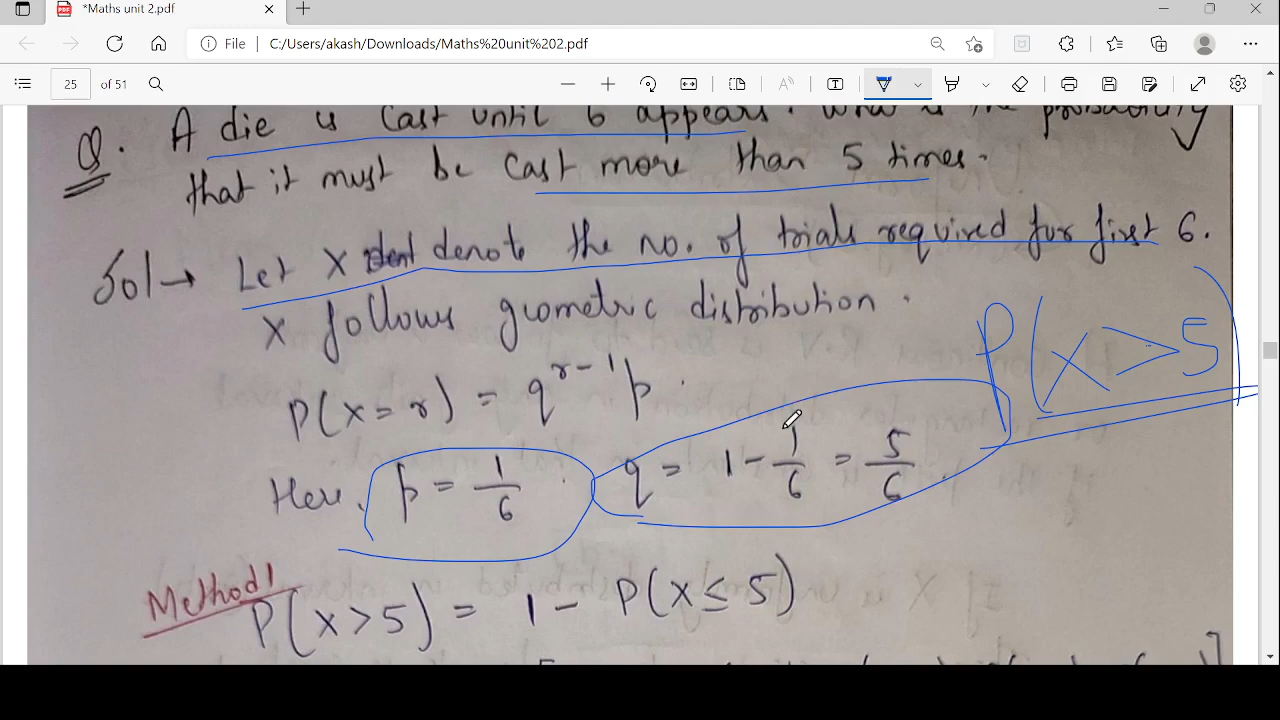 *Maths unit 2.pdf
File C:/Users/akash/Downloads/Maths%20unit%202.pdf
25 of 51
Q. A die is cast until 6 appears. What is the probability
that it must be cast more than 5 times.
Sol → Let X denote the no. of trials required for first 6.
X follows geometric distribution.
P(X>5)
P(X=r) = q^{r-1}p.
Here, p = 1/6 . q = 1 - 1/6 = 5/6
Method 1
P(X>5) = 1 - P(X≤5)